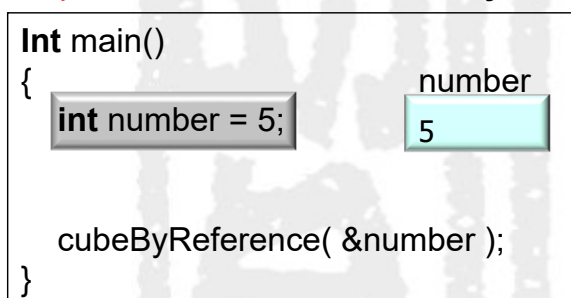 Int main()
{
number
int number = 5;
5
cubeByReference( &number );
}